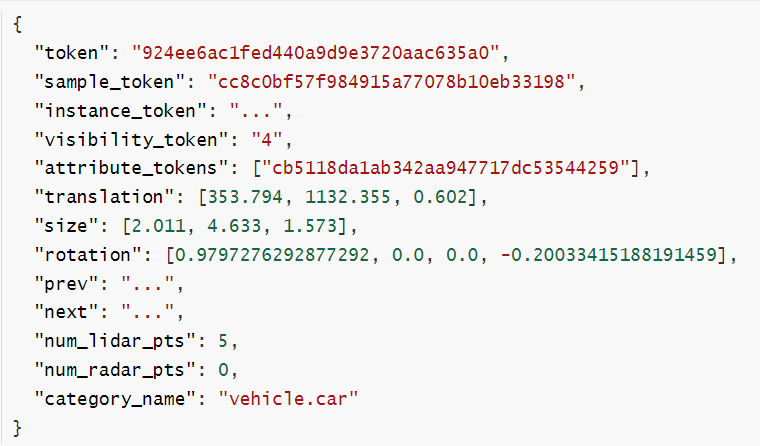 {
"token": "924ee6ac1fed440a9d9e3720aac635a0",
"sample_token": "cc8c0bf57f984915a77078b10eb33198",
"instance_token": "...",
"visibility_token": "4",
"attribute_tokens": ["cb5118da1ab342aa947717dc53544259"],
"translation": [353.794, 1132.355, 0.602],
"size": [2.011, 4.633, 1.573],
"rotation": [0.9797276292877292, 0.0, 0.0, -0.20033415188191459],
"prev": "...",
"next": "...",
"num_lidar_pts": 5,
"num_radar_pts": 0,
"category_name": "vehicle.car"
}